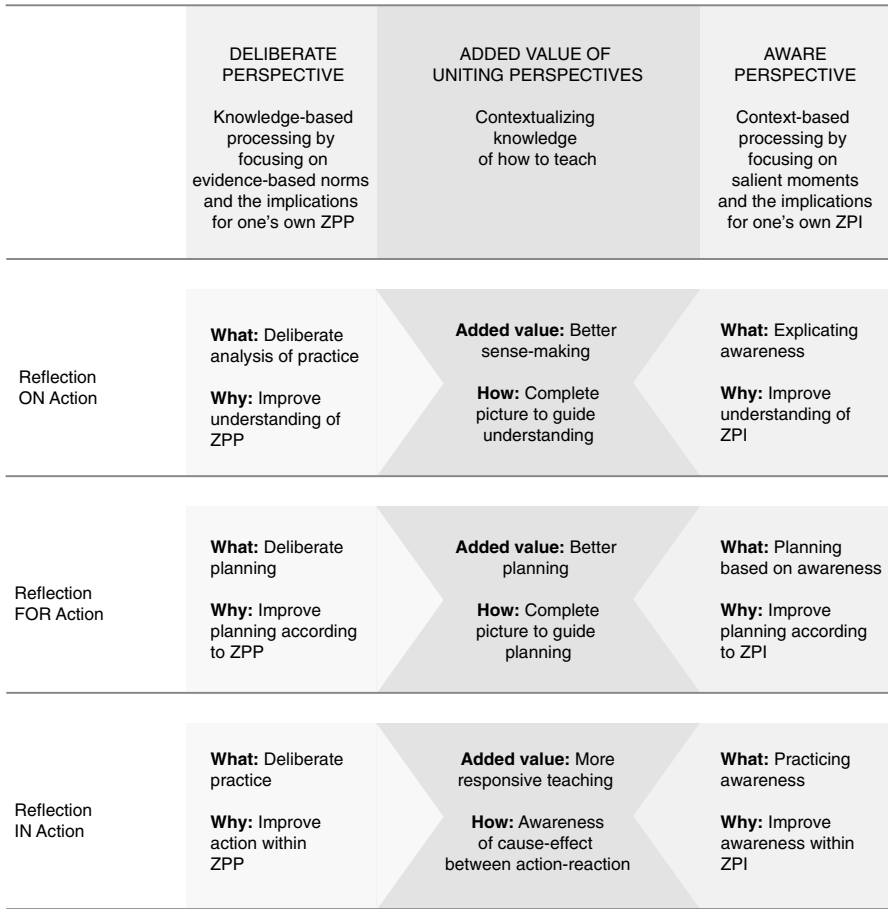 DELIBERATE
PERSPECTIVE
Knowledge-based
processing by
focusing on
evidence-based norms
and the implications
for one's own ZPP
ADDED VALUE OF
UNITING PERSPECTIVES
Contextualizing
knowledge
of how to teach
AWARE
PERSPECTIVE
Context-based
processing by
focusing on
salient moments
and the implications
for one's own ZPI
Reflection
ON Action
What: Deliberate
analysis of practice
Why: Improve
understanding of
ZPP
Added value: Better
sense-making
How: Complete
picture to guide
understanding
What: Explicating
awareness
Why: Improve
understanding of
ZPI
Reflection
FOR Action
What: Deliberate
planning
Why: Improve
planning according
to ZPP
Added value: Better
planning
How: Complete
picture to guide
planning
What: Planning
based on awareness
Why: Improve
planning according
to ZPI
Reflection
IN Action
What: Deliberate
practice
Why: Improve
action within
ZPP
Added value: More
responsive teaching
How: Awareness
of cause-effect
between action-reaction
What: Practicing
awareness
Why: Improve
awareness within
ZPI